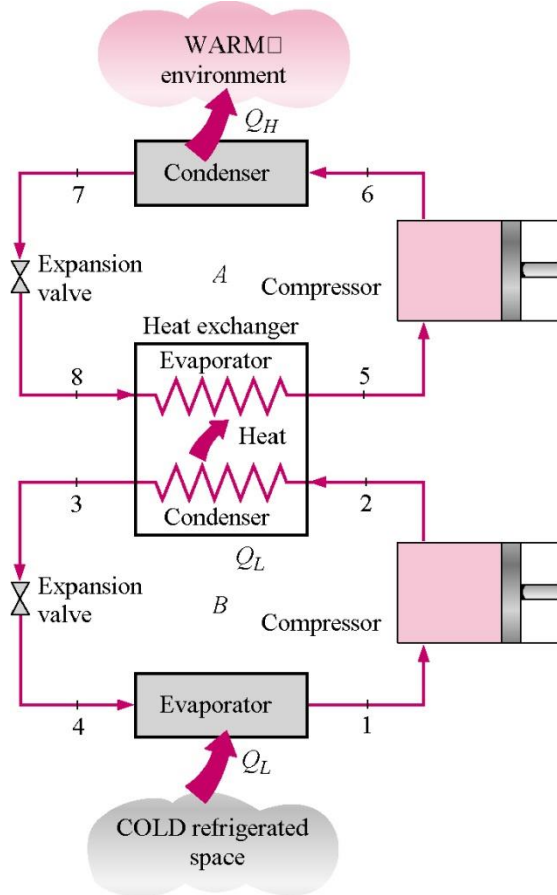 WARM□
environment
Q_H
Condenser
7
6
Expansion
valve
A
Compressor
Heat exchanger
Evaporator
8
5
Heat
3
2
Condenser
Q_L
Expansion
valve
B
Compressor
Evaporator
4
1
Q_L
COLD refrigerated
space